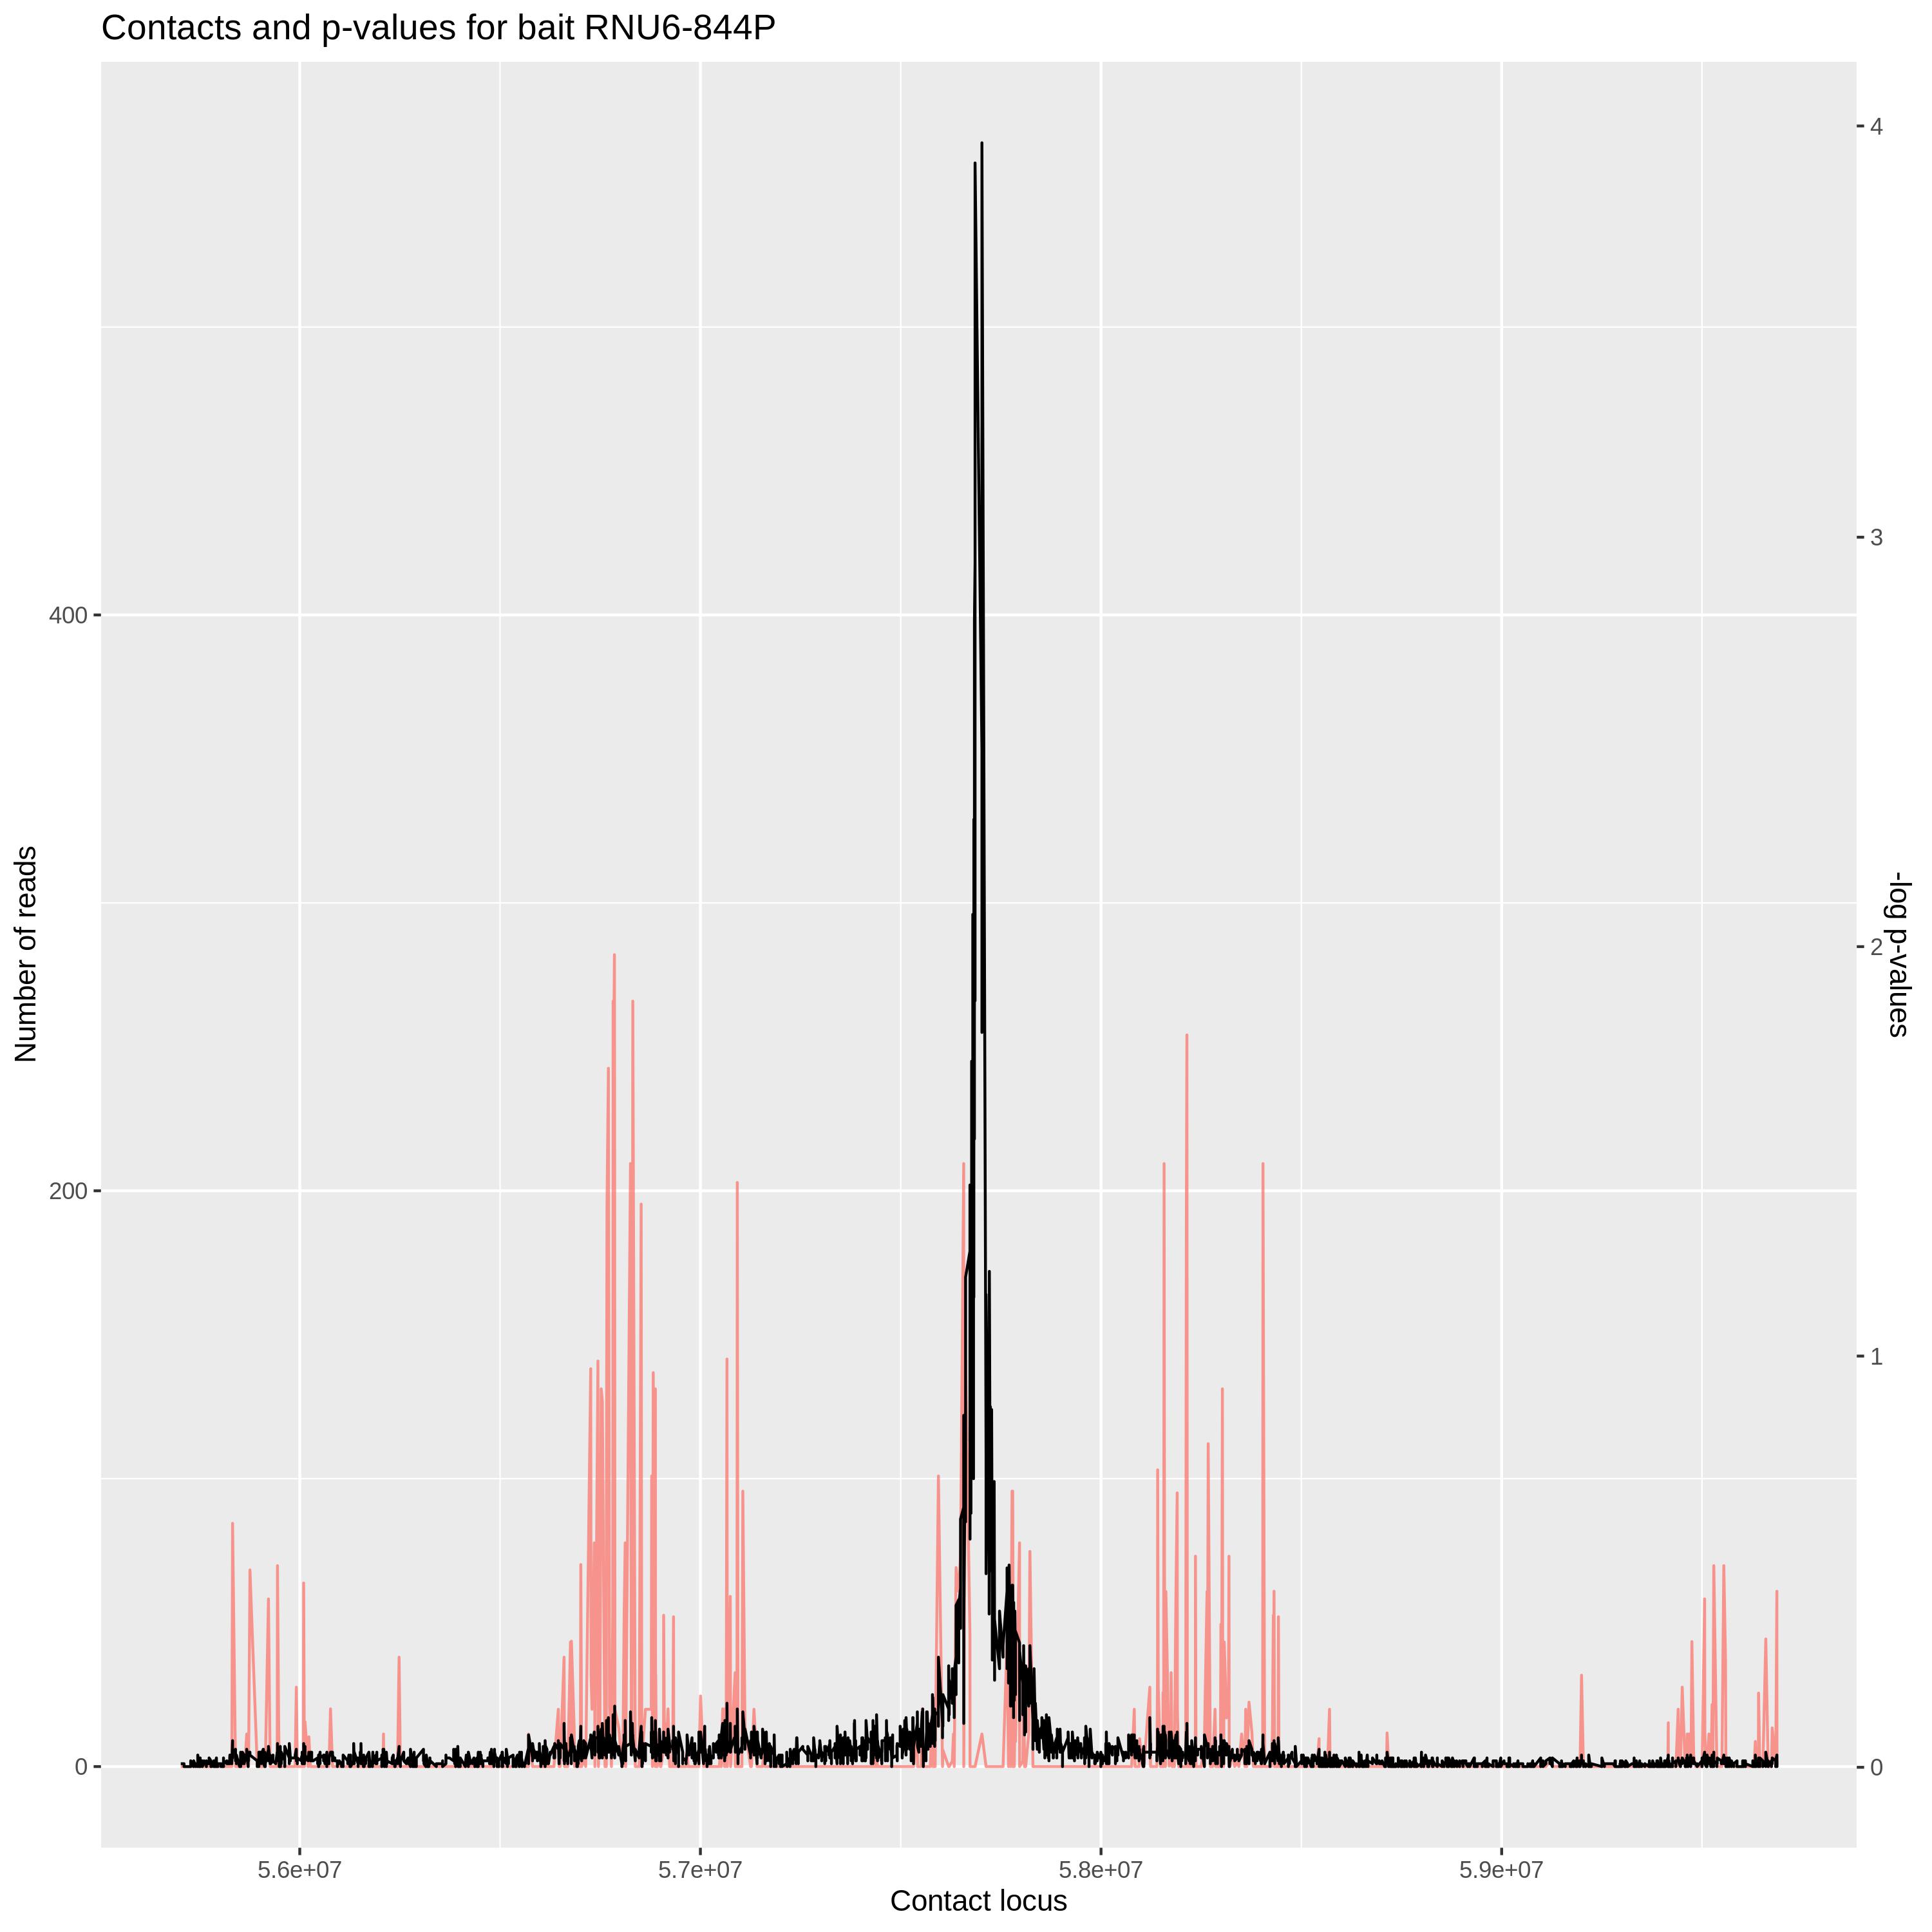 Contacts and p-values for bait RNU6-844P
Number of reads
400
200
0
4
3
2
1
0
-log p-values
5.6e+07 5.7e+07 5.8e+07 5.9e+07
Contact locus